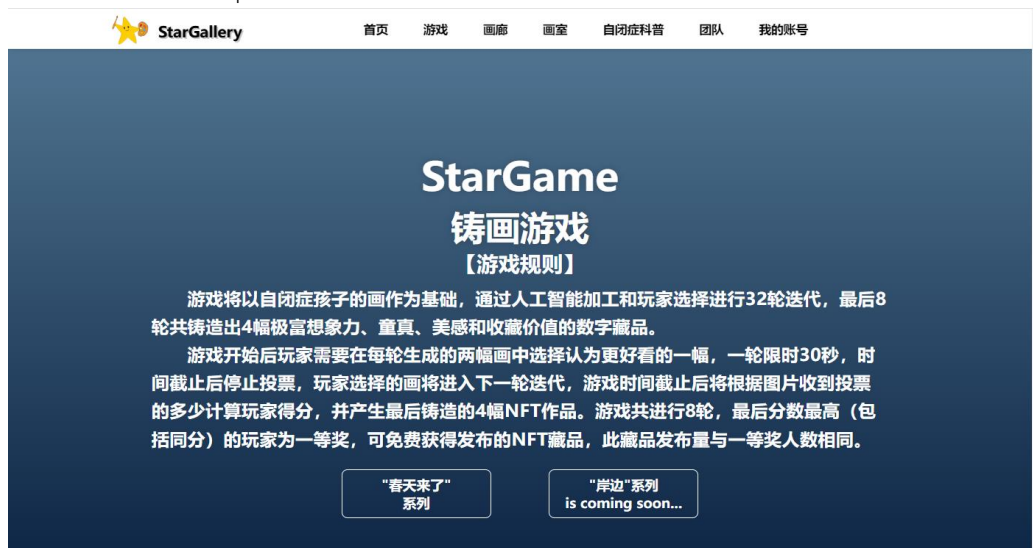 StarGallery 首页 游戏 画廊 画室 自闭症科普 团队 我的账号
StarGame
铸画游戏
【游戏规则】
游戏将以自闭症孩子的画作为基础，通过人工智能加工和玩家选择进行32轮迭代，最后8
轮共铸造出4幅极富想象力、童真、美感和收藏价值的数字藏品。
游戏开始后玩家需要在每轮生成的两幅画中选择认为更好看的一幅，一轮限时30秒，时
间截止后停止投票，玩家选择的画将进入下一轮迭代，游戏时间截止后将根据图片收到投票
的多少计算玩家得分，并产生最后铸造的4幅NFT作品。游戏共进行8轮，最后分数最高（包
括同分）的玩家为一等奖，可免费获得发布的NFT藏品，此藏品发布量与一等奖人数相同。
"春天来了"
系列
"岸边"系列
is coming soon...